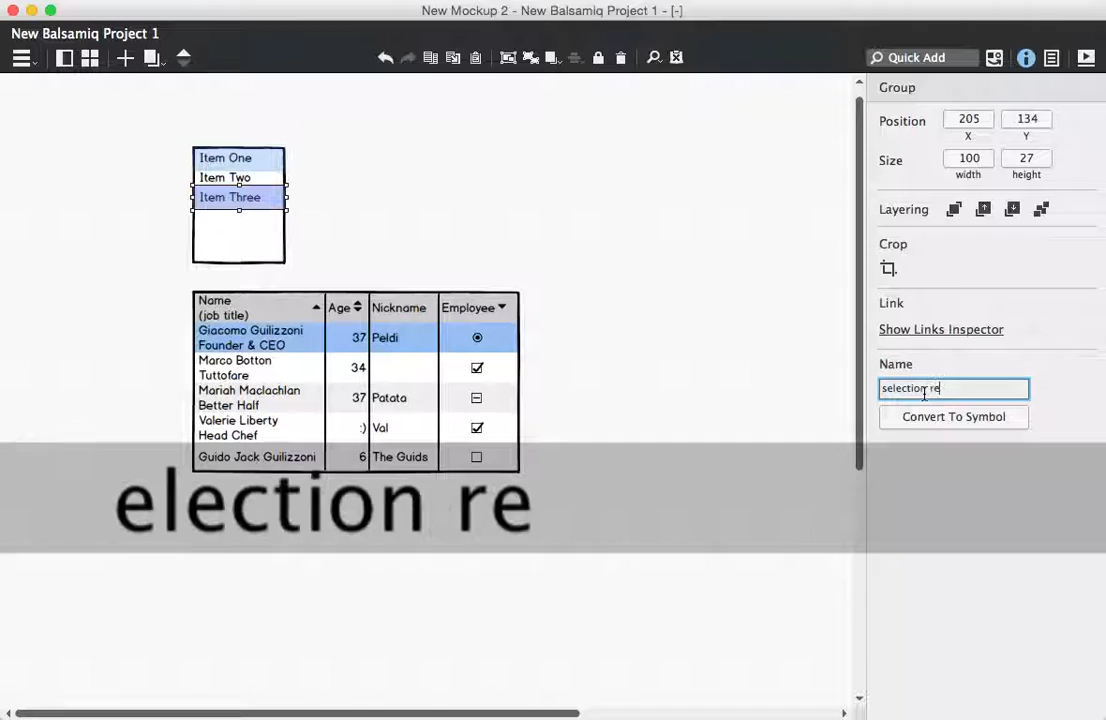 New Mockup 2 - New Balsamiq Project 1 - [-]
New Balsamiq Project 1
Quick Add
Group
Position
205
134
X
Y
Size
100
27
width
height
Layering
Crop
Link
Show Links Inspector
Name
selection re
Convert To Symbol
Item One
Item Two
Item Three
Name
(job title)
Age
Nickname
Employee
Giacomo Guilizzoni
Founder & CEO
37
Peldi
Marco Botton
Tuttofare
34
Mariah Maclachlan
Better Half
37
Patata
Valerie Liberty
Head Chef
:)
Val
Guido Jack Guilizzoni
6
The Guids
election re